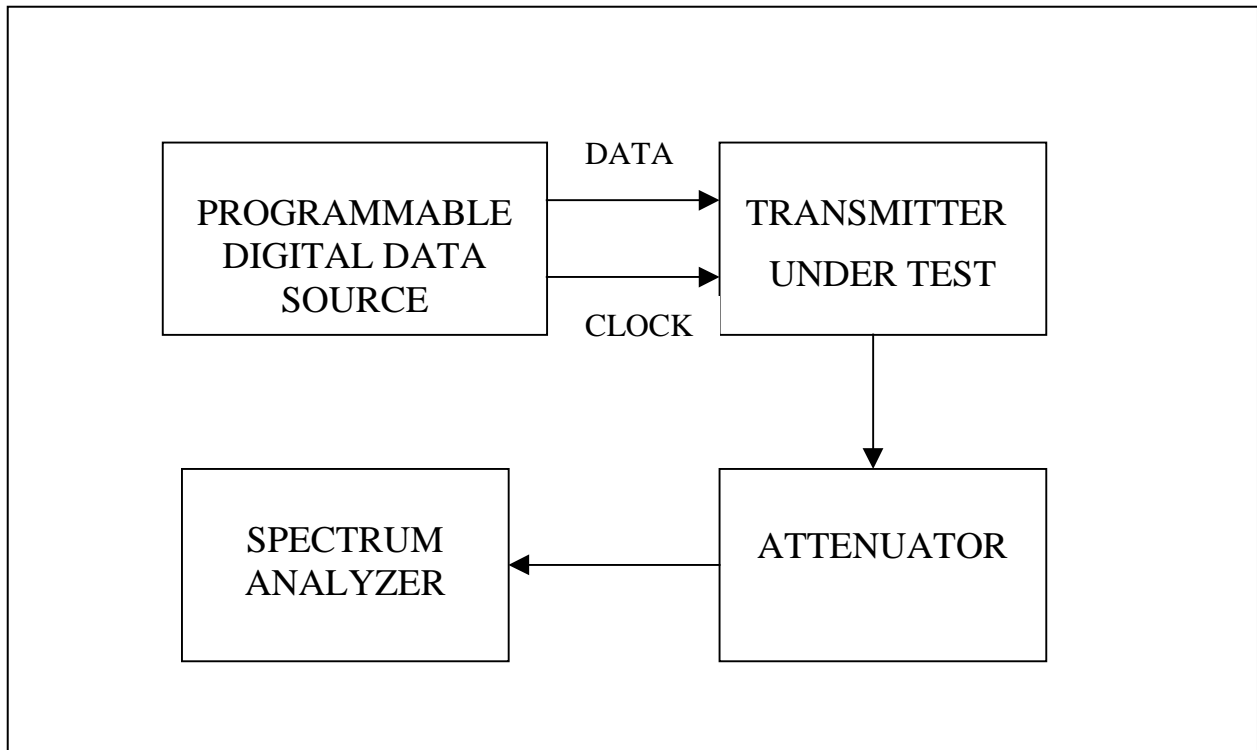 DATA
PROGRAMMABLE
DIGITAL DATA
SOURCE
CLOCK
TRANSMITTER
UNDER TEST
SPECTRUM
ANALYZER
ATTENUATOR